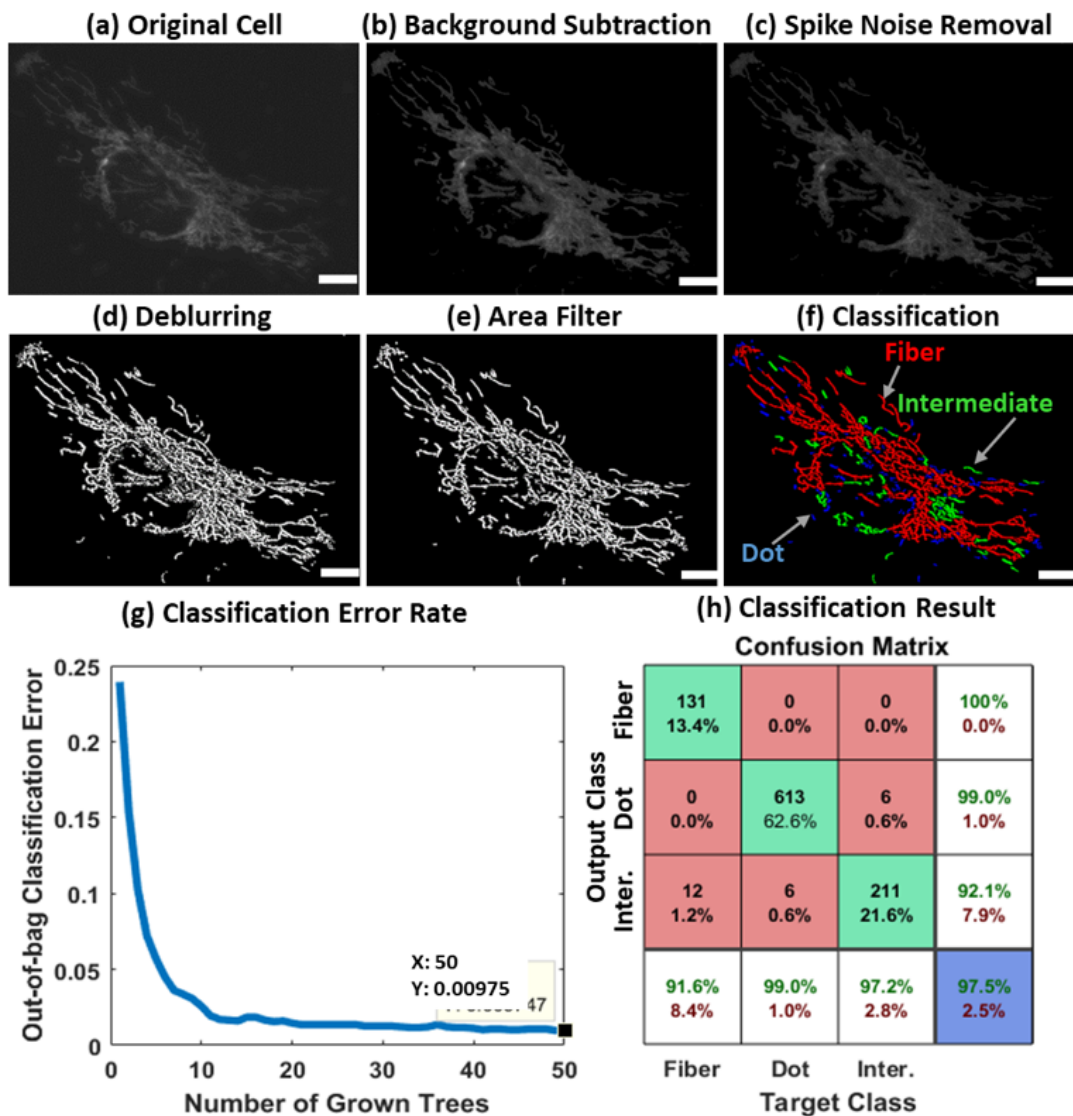 (a) Original Cell
(b) Background Subtraction
(c) Spike Noise Removal
(d) Deblurring
(e) Area Filter
(f) Classification
Fiber
Intermediate
Dot
(g) Classification Error Rate
Out-of-bag Classification Error
0.25
0.2
0.15
0.1
0.05
0
X: 50
Y: 0.00975
47
0 10 20 30 40 50
Number of Grown Trees
(h) Classification Result
Confusion Matrix
Output Class
Fiber
131 0 0 100%
13.4% 0.0% 0.0% 0.0%
Dot
0 613 6 99.0%
0.0% 62.6% 0.6% 1.0%
Inter.
12 6 211 92.1%
1.2% 0.6% 21.6% 7.9%
91.6% 99.0% 97.2% 97.5%
8.4% 1.0% 2.8% 2.5%
Fiber Dot Inter.
Target Class